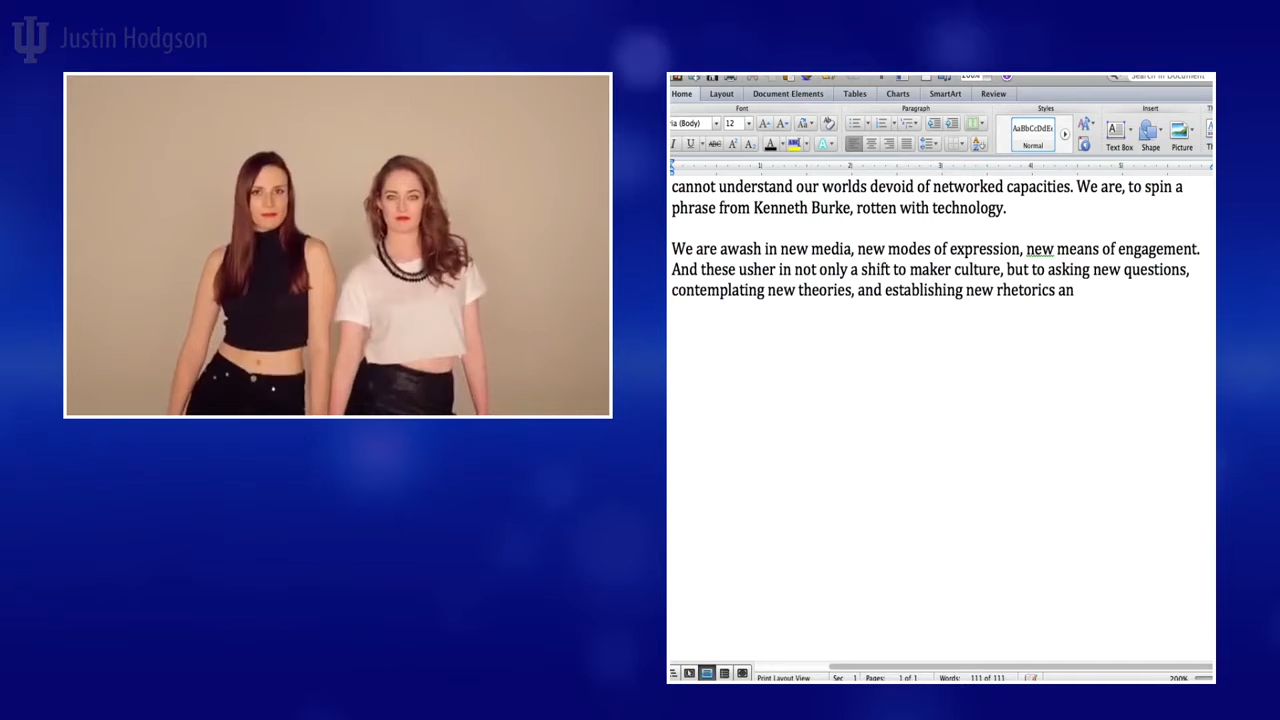 Justin Hodgson
Home Layout Document Elements Tables Charts SmartArt Review
Font Paragraph Styles Insert
(Body) 12 AaBbCcDdE
Normal Text Box Shape Picture
cannot understand our worlds devoid of networked capacities. We are, to spin a
phrase from Kenneth Burke, rotten with technology.
We are awash in new media, new modes of expression, new means of engagement.
And these usher in not only a shift to maker culture, but to asking new questions,
contemplating new theories, and establishing new rhetorics an
Print Layout View Sec 1 Pages: 1 of 1 Words: 111 of 111 200%